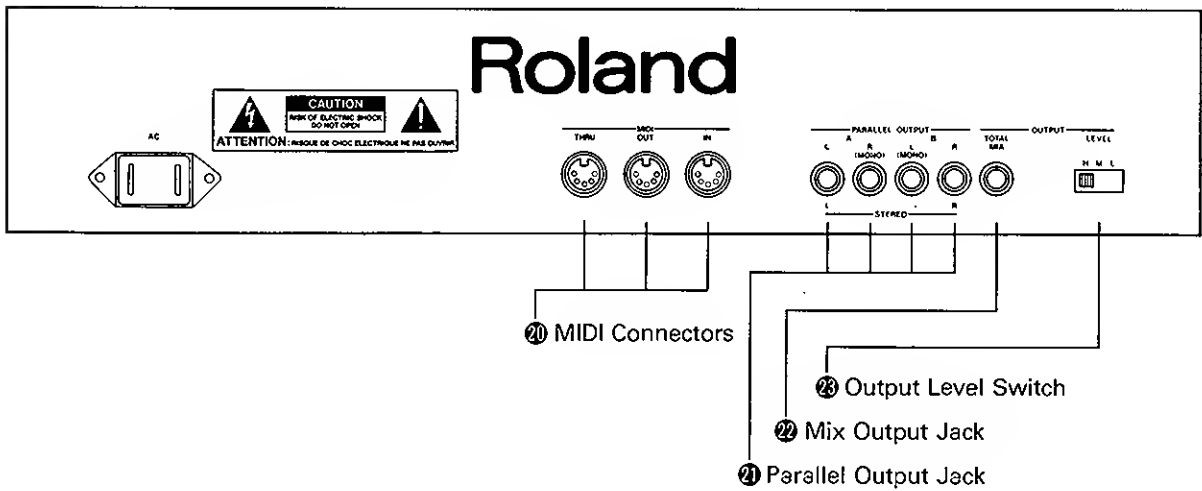 Roland
AC
CAUTION
RISK OF ELECTRIC SHOCK
DO NOT OPEN
ATTENTION: RISQUE DE CHOC ELECTRIQUE NE PAS OUVRIR
MIDI
THRU OUT IN
PARALLEL OUTPUT
A B
L R L R
(MONO) (MONO)
TOTAL
MIX
OUTPUT
LEVEL
H M L
L R
STEREO
⓴ MIDI Connectors
㉓ Output Level Switch
㉒ Mix Output Jack
㉑ Parallel Output Jack